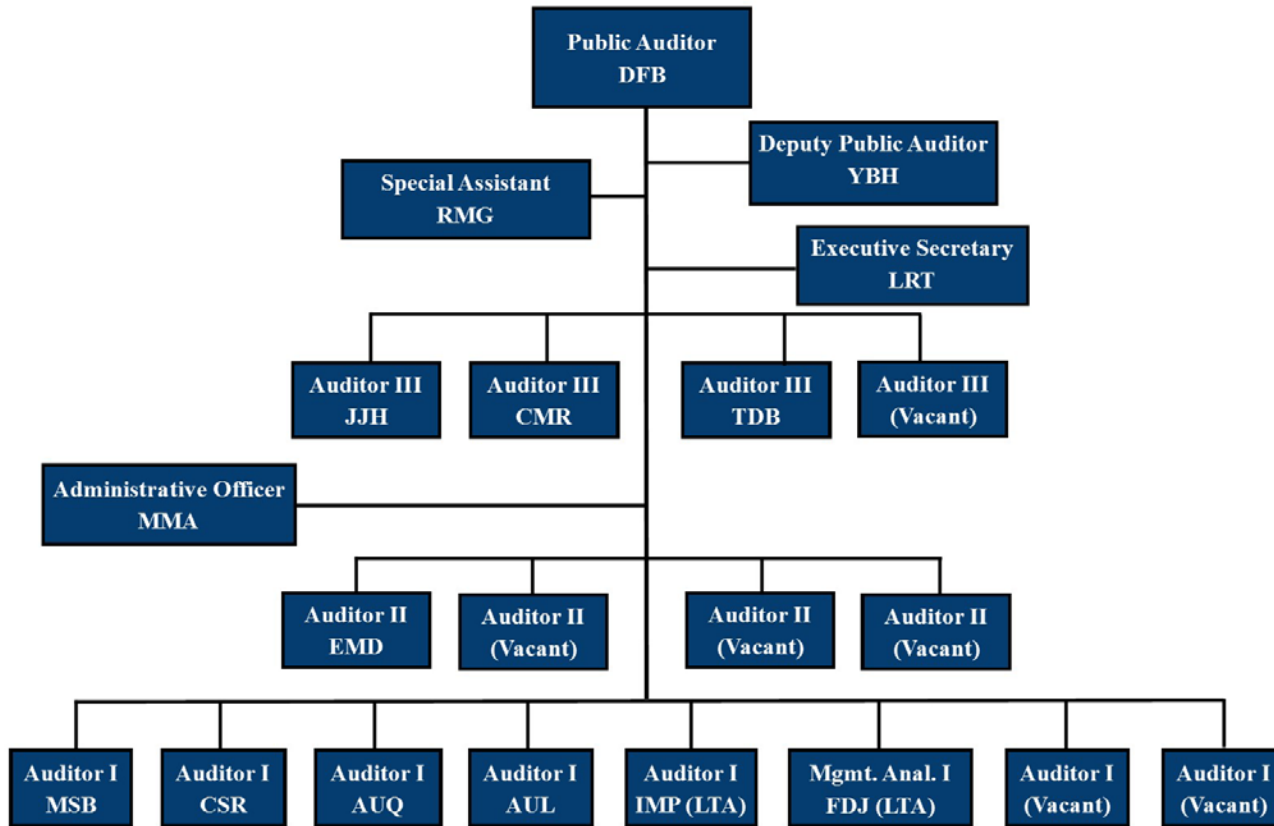 Public Auditor
DFB
Deputy Public Auditor
YBH
Special Assistant
RMG
Executive Secretary
LRT
Auditor III
JJH
Auditor III
CMR
Auditor III
TDB
Auditor III
(Vacant)
Administrative Officer
MMA
Auditor II
EMD
Auditor II
(Vacant)
Auditor II
(Vacant)
Auditor II
(Vacant)
Auditor I
MSB
Auditor I
CSR
Auditor I
AUQ
Auditor I
AUL
Auditor I
IMP (LTA)
Mgmt. Anal. I
FDJ (LTA)
Auditor I
(Vacant)
Auditor I
(Vacant)